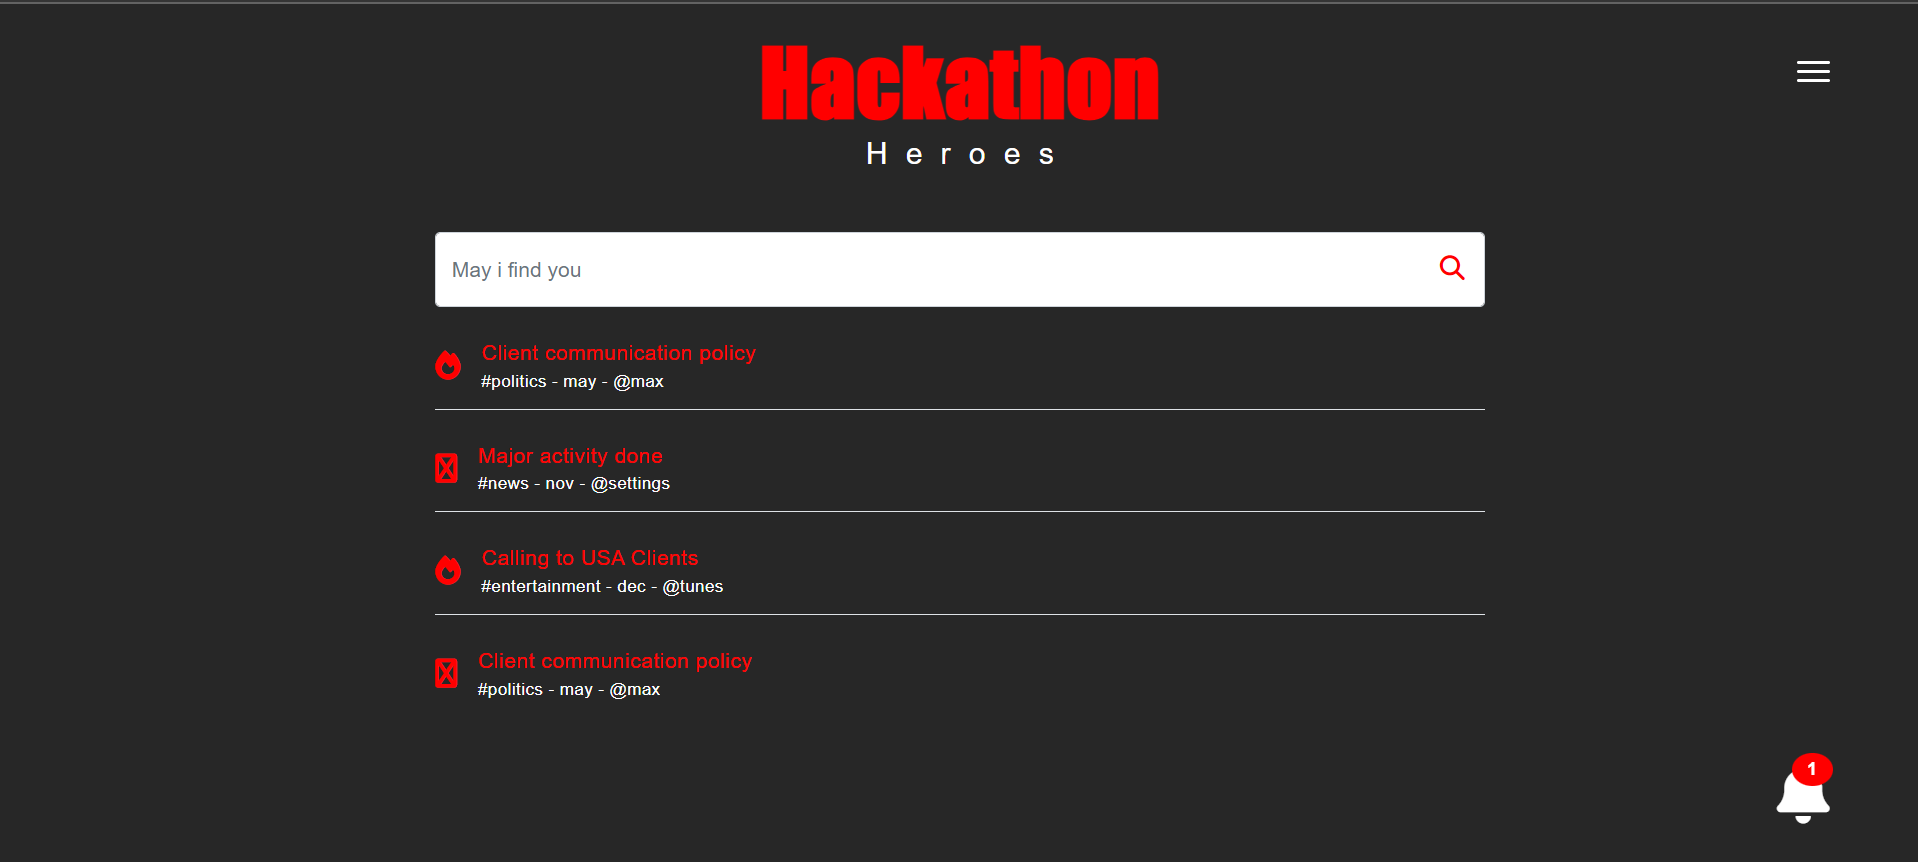 Hackathon
Heroes
May i find you
Client communication policy
#politics - may - @max
Major activity done
#news - nov - @settings
Calling to USA Clients
#entertainment - dec - @tunes
Client communication policy
#politics - may - @max
1